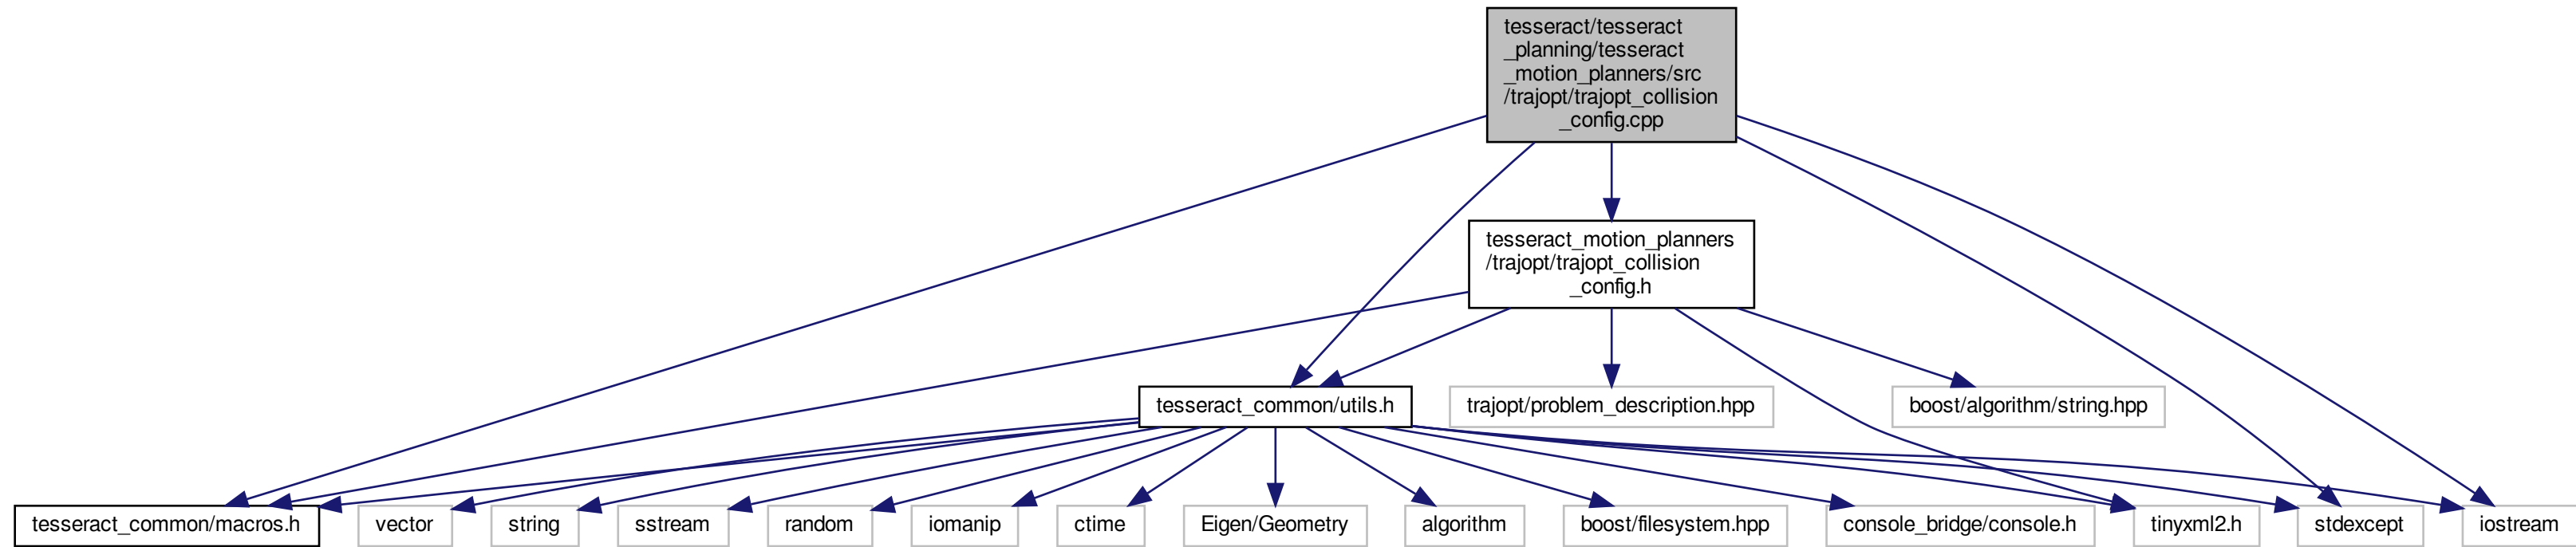 tesseract/tesseract
_planning/tesseract
_motion_planners/src
/trajopt/trajopt_collision
_config.cpp
tesseract_motion_planners
/trajopt/trajopt_collision
_config.h
tesseract_common/utils.h
trajopt/problem_description.hpp
boost/algorithm/string.hpp
tesseract_common/macros.h
vector
string
sstream
random
iomanip
ctime
Eigen/Geometry
algorithm
boost/filesystem.hpp
console_bridge/console.h
tinyxml2.h
stdexcept
iostream